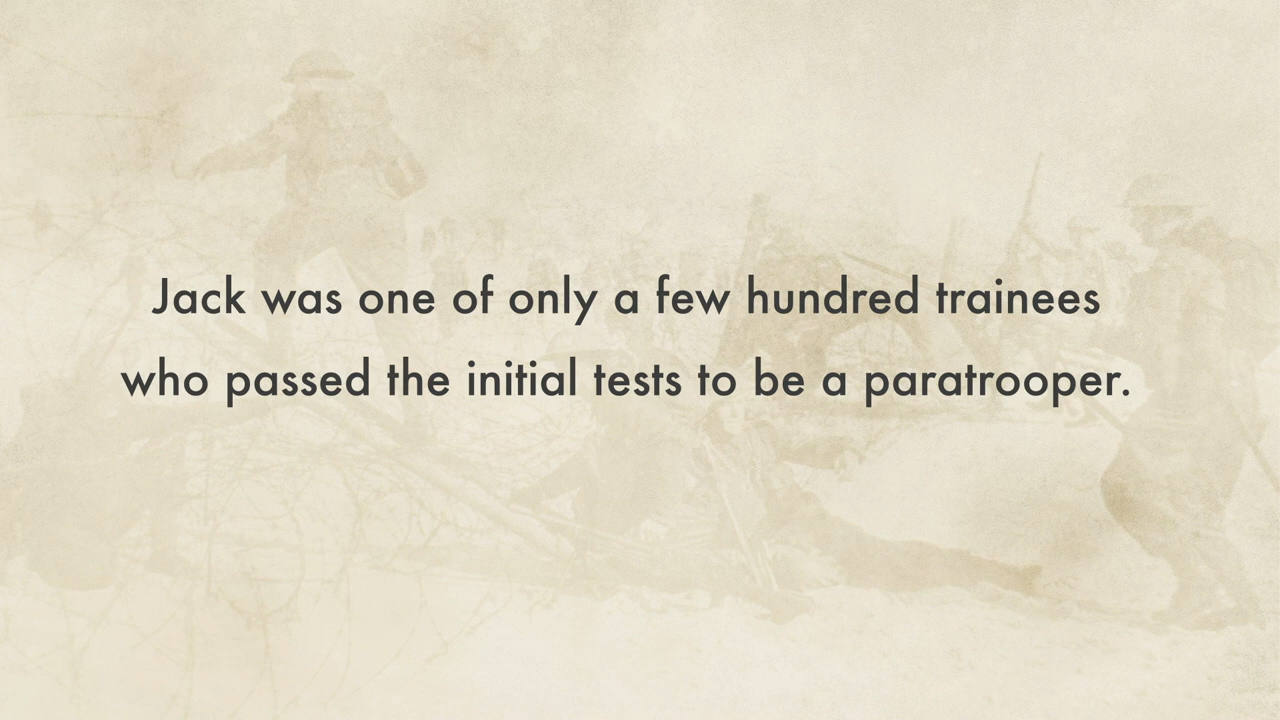 Jack was one of only a few hundred trainees
who passed the initial tests to be a paratrooper.